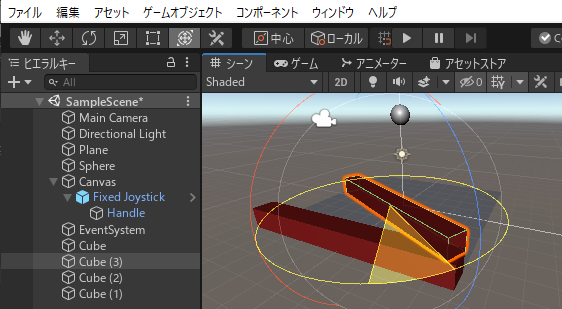 ファイル 編集 アセット ゲームオブジェクト コンポーネント ウィンドウ ヘルプ
中心 ローカル
ヒエラルキー
All
SampleScene*
Main Camera
Directional Light
Plane
Sphere
Canvas
Fixed Joystick
Handle
EventSystem
Cube
Cube (3)
Cube (2)
Cube (1)
シーン ゲーム アニメーター アセットストア
Shaded 2D 0